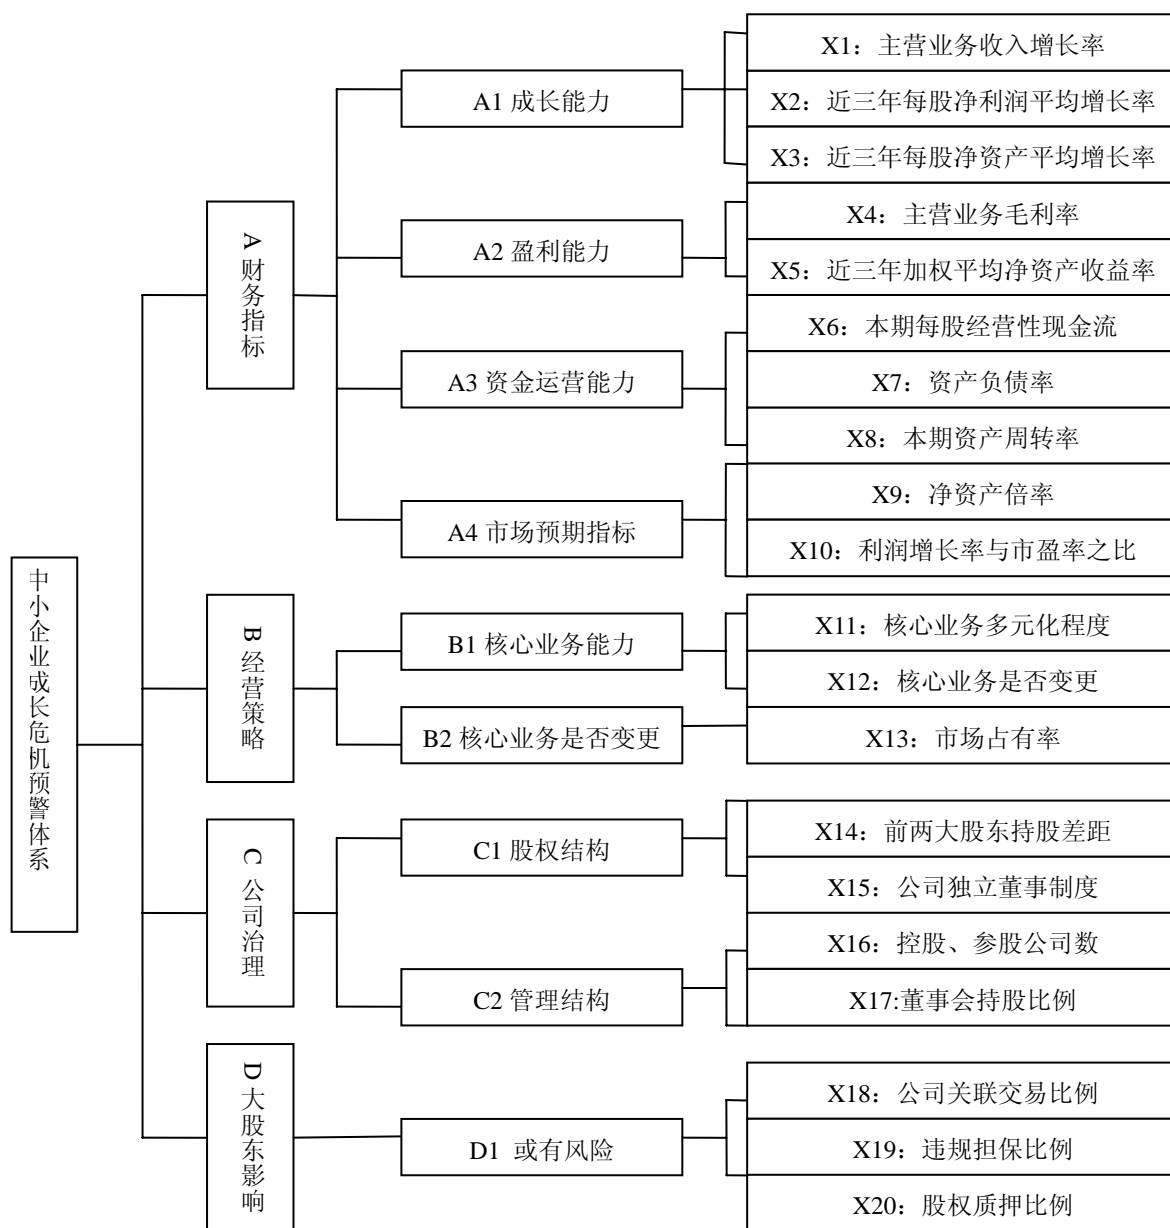 中小企业成长危机预警体系
A 财务指标
A1 成长能力
X1：主营业务收入增长率
X2：近三年每股净利润平均增长率
X3：近三年每股净资产平均增长率
A2 盈利能力
X4：主营业务毛利率
X5：近三年加权平均净资产收益率
A3 资金运营能力
X6：本期每股经营性现金流
X7：资产负债率
X8：本期资产周转率
A4 市场预期指标
X9：净资产倍率
X10：利润增长率与市盈率之比
B 经营策略
B1 核心业务能力
X11：核心业务多元化程度
X12：核心业务是否变更
B2 核心业务是否变更
X13：市场占有率
C 公司治理
C1 股权结构
X14：前两大股东持股差距
X15：公司独立董事制度
C2 管理结构
X16：控股、参股公司数
X17:董事会持股比例
D 大股东影响
D1 或有风险
X18：公司关联交易比例
X19：违规担保比例
X20：股权质押比例